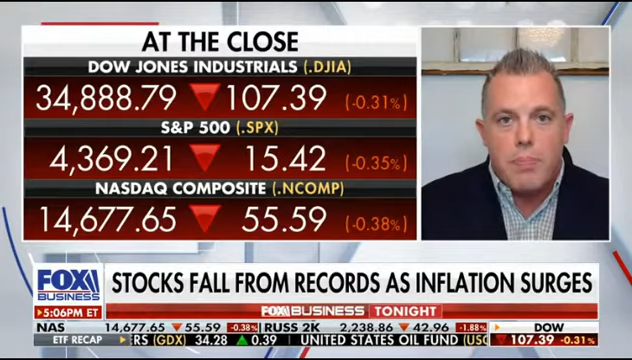 AT THE CLOSE
DOW JONES INDUSTRIALS (.DJIA)
34,888.79 ▼ 107.39 (-0.31%)
S&P 500 (.SPX)
4,369.21 ▼ 15.42 (-0.35%)
NASDAQ COMPOSITE (.NCOMP)
14,677.65 ▼ 55.59 (-0.38%)
FOX BUSINESS
STOCKS FALL FROM RECORDS AS INFLATION SURGES
5:06PM ET
FOX BUSINESS TONIGHT
NAS 14,677.65 ▼ 55.59 -0.38% RUSS 2K 2,238.86 ▼ 42.96 -1.88% DOW
ETF RECAP ERS (GDX) 34.28 ▲ 0.39 UNITED STATES OIL FUND (USO ▼ 107.39 -0.31%